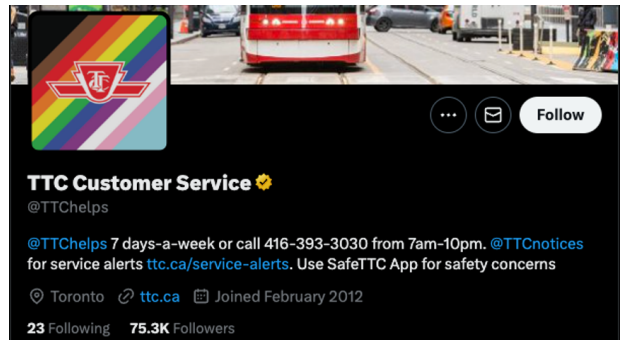 TTC
Follow
TTC Customer Service
@TTChelps
@TTChelps 7 days-a-week or call 416-393-3030 from 7am-10pm. @TTCnotices
for service alerts ttc.ca/service-alerts. Use SafeTTC App for safety concerns
Toronto ttc.ca Joined February 2012
23 Following 75.3K Followers